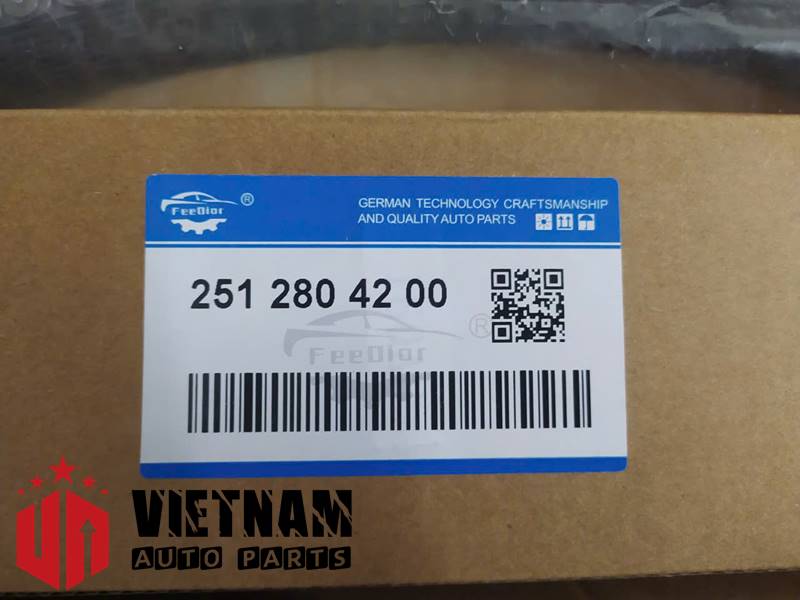 FeeDior ®
GERMAN TECHNOLOGY CRAFTSMANSHIP
AND QUALITY AUTO PARTS
251 280 42 00
FeeDior ®
VIETNAM
AUTO PARTS